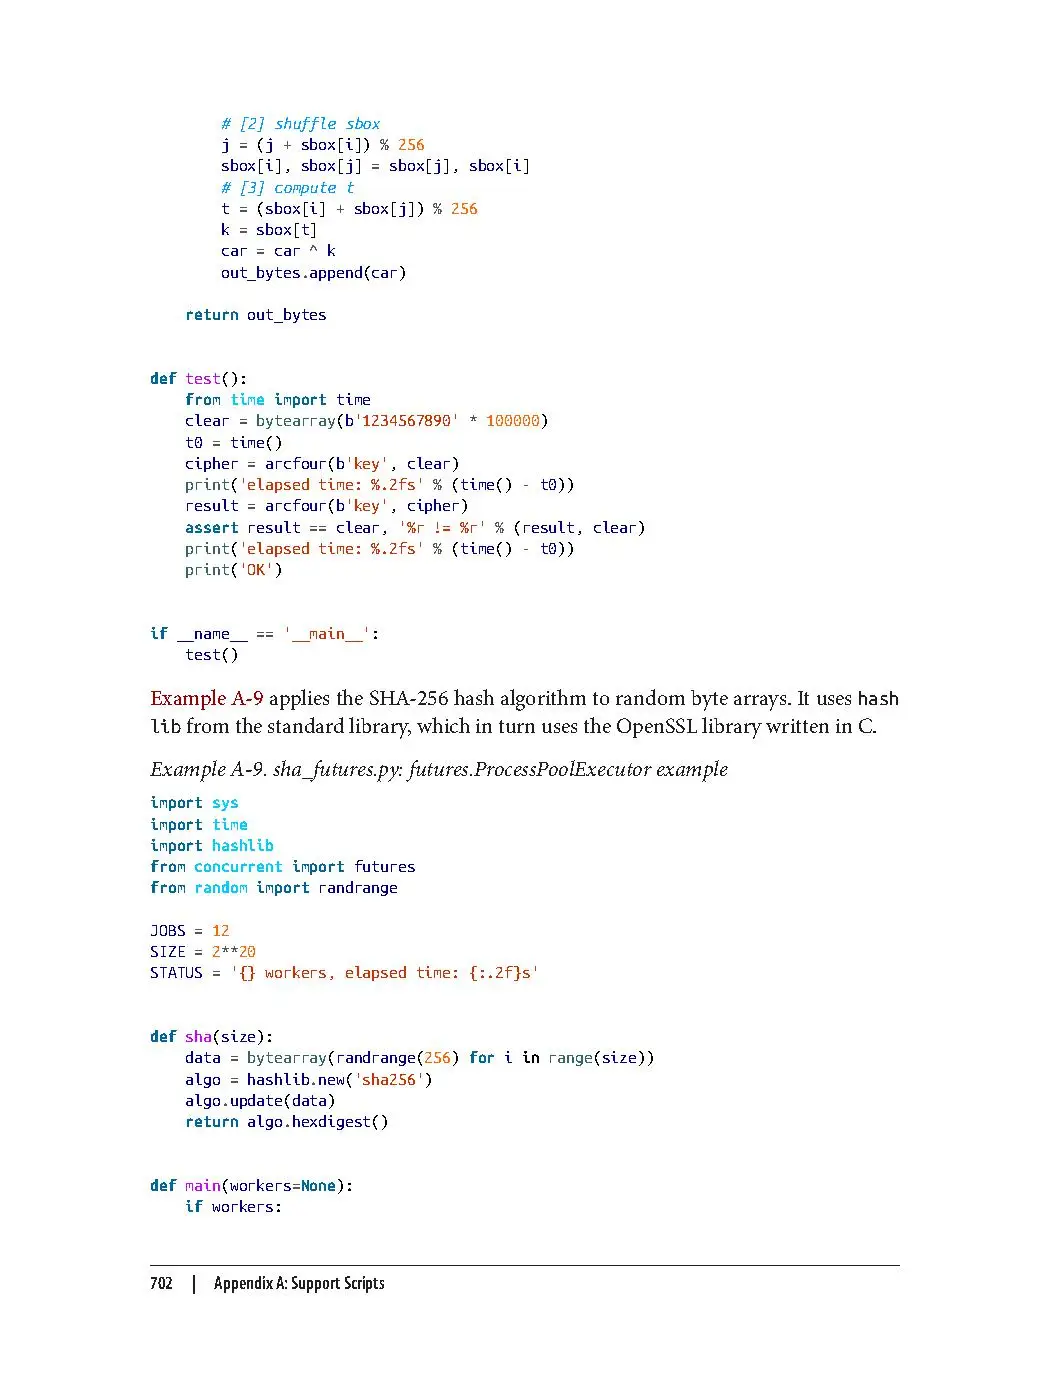 # [2] shuffle sbox
j = (j + sbox[i]) % 256
sbox[i], sbox[j] = sbox[j], sbox[i]
# [3] compute t
t = (sbox[i] + sbox[j]) % 256
k = sbox[t]
car = car ^ k
out_bytes.append(car)
return out_bytes
def test():
from time import time
clear = bytearray(b'1234567890' * 100000)
t0 = time()
cipher = arcfour(b'key', clear)
print('elapsed time: %.2fs' % (time() - t0))
result = arcfour(b'key', cipher)
assert result == clear, '%r != %r' % (result, clear)
print('elapsed time: %.2fs' % (time() - t0))
print('OK')
if __name__ == '__main__':
test()
Example A-9 applies the SHA-256 hash algorithm to random byte arrays. It uses hash
lib from the standard library, which in turn uses the OpenSSL library written in C.
Example A-9. sha_futures.py: futures.ProcessPoolExecutor example
import sys
import time
import hashlib
from concurrent import futures
from random import randrange
JOBS = 12
SIZE = 2**20
STATUS = '{} workers, elapsed time: {:.2f}s'
def sha(size):
data = bytearray(randrange(256) for i in range(size))
algo = hashlib.new('sha256')
algo.update(data)
return algo.hexdigest()
def main(workers=None):
if workers:
702 | Appendix A: Support Scripts